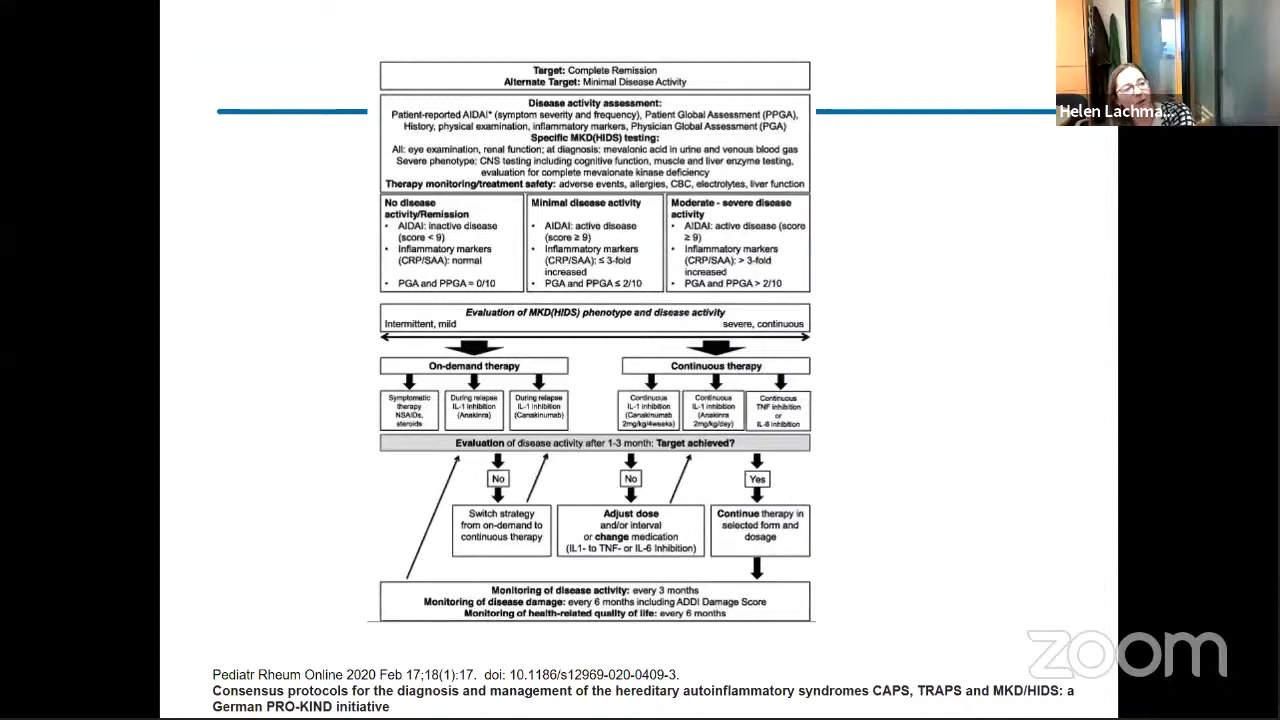 Target: Complete Remission
Alternate Target: Minimal Disease Activity
Disease activity assessment:
Patient-reported AIDAI* (symptom severity and frequency), Patient Global Assessment (PPGA),
History, physical examination, inflammatory markers, Physician Global Assessment (PGA)
Specific MKD(HIDS) testing:
All: eye examination, renal function; at diagnosis: mevalonic acid in urine and venous blood gas
Severe phenotype: CNS testing including cognitive function, muscle and liver enzyme testing,
evaluation for complete mevalonate kinase deficiency
Therapy monitoring/treatment safety: adverse events, allergies, CBC, electrolytes, liver function
No disease
activity/Remission
• AIDAI: inactive disease
(score < 9)
• Inflammatory markers
(CRP/SAA): normal
• PGA and PPGA = 0/10
Minimal disease activity
• AIDAI: active disease
(score ≥ 9)
• Inflammatory markers
(CRP/SAA): ≤ 3-fold
increased
• PGA and PPGA ≤ 2/10
Moderate - severe disease
activity
• AIDAI: active disease (score
≥ 9)
• Inflammatory markers
(CRP/SAA): > 3-fold
increased
• PGA and PPGA > 2/10
Evaluation of MKD(HIDS) phenotype and disease activity
Intermittent, mild
severe, continuous
On-demand therapy
Continuous therapy
Symptomatic
therapy
NSAIDs,
steroids
During relapse
IL-1 inhibition
(Anakinra)
During relapse
IL-1 inhibition
(Canakinumab)
Continuous
IL-1 inhibition
(Canakinumab
2mg/kg/4weeks)
Continuous
IL-1 inhibition
(Anakinra
2mg/kg/day)
Continuous
TNF inhibition
or
IL-6 inhibition
Evaluation of disease activity after 1-3 month: Target achieved?
No
No
Yes
Switch strategy
from on-demand to
continuous therapy
Adjust dose
and/or interval
or change medication
(IL1- to TNF- or IL-6 Inhibition)
Continue therapy in
selected form and
dosage
Monitoring of disease activity: every 3 months
Monitoring of disease damage: every 6 months including ADDI Damage Score
Monitoring of health-related quality of life: every 6 months
Pediatr Rheum Online 2020 Feb 17;18(1):17. doi: 10.1186/s12969-020-0409-3.
Consensus protocols for the diagnosis and management of the hereditary autoinflammatory syndromes CAPS, TRAPS and MKD/HIDS: a
German PRO-KIND initiative
Helen Lachma...
zoom